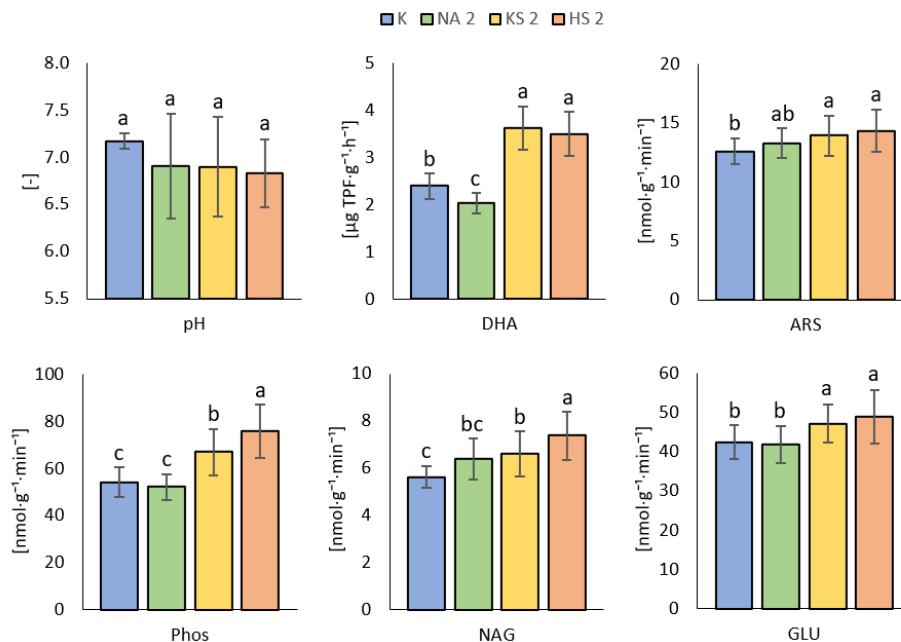 K NA 2 KS 2 HS 2
8.0
7.5
7.0
6.5
6.0
5.5
[-]
a a a a
pH
5
4
3
2
1
0
[µg TPF·g⁻¹·h⁻¹]
b c a a
DHA
20
15
10
5
0
[nmol·g⁻¹·min⁻¹]
b ab a a
ARS
100
80
60
40
20
0
[nmol·g⁻¹·min⁻¹]
c c b a
Phos
8
6
4
2
0
[nmol·g⁻¹·min⁻¹]
c bc b a
NAG
60
50
40
30
20
10
0
[nmol·g⁻¹·min⁻¹]
b b a a
GLU